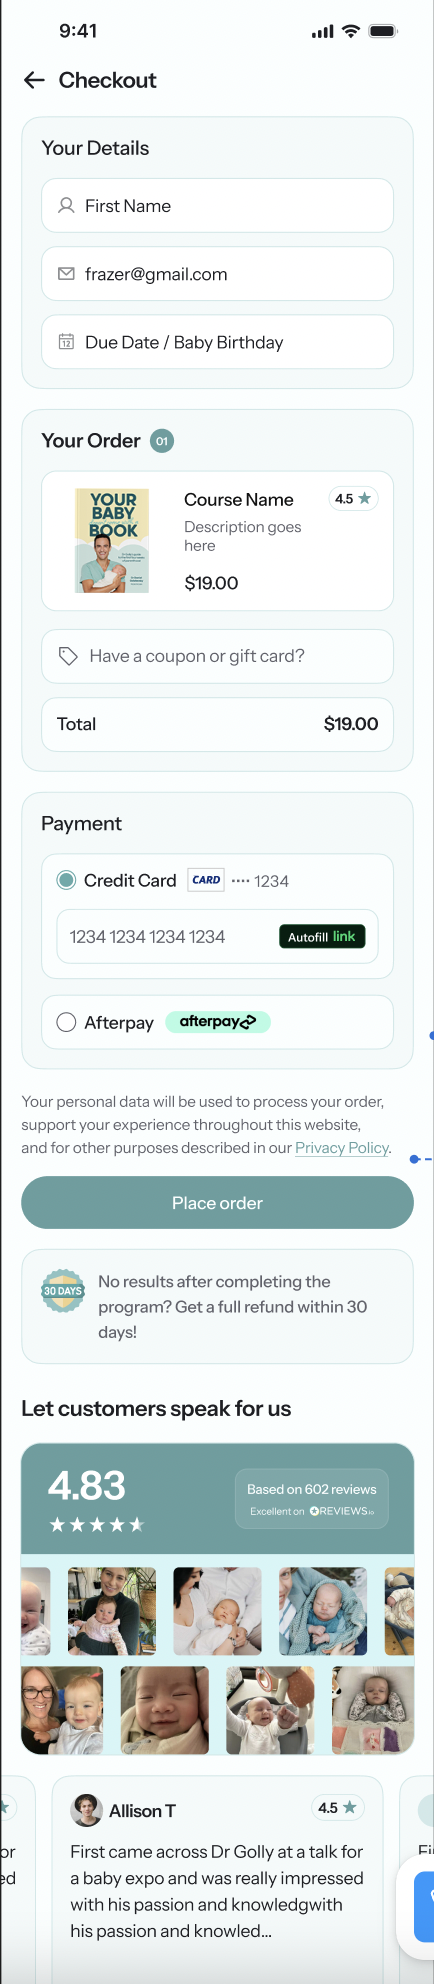 9:41
Checkout
Your Details
First Name
frazer@gmail.com
12
Due Date / Baby Birthday
Your Order 01
YOUR
BABY
BOOK
Course Name
4.5
Description goes
here
$19.00
Have a coupon or gift card?
Total $19.00
Payment
Credit Card CARD •••• 1234
1234 1234 1234 1234
Autofill link
Afterpay afterpay
Your personal data will be used to process your order,
support your experience throughout this website,
and for other purposes described in our Privacy Policy.
Place order
30 DAYS
No results after completing the
program? Get a full refund within 30
days!
Let customers speak for us
4.83
Based on 602 reviews
Excellent on REVIEWS.io
or
ed
Allison T
4.5
First came across Dr Golly at a talk for
a baby expo and was really impressed
with his passion and knowledgwith
his passion and knowled...